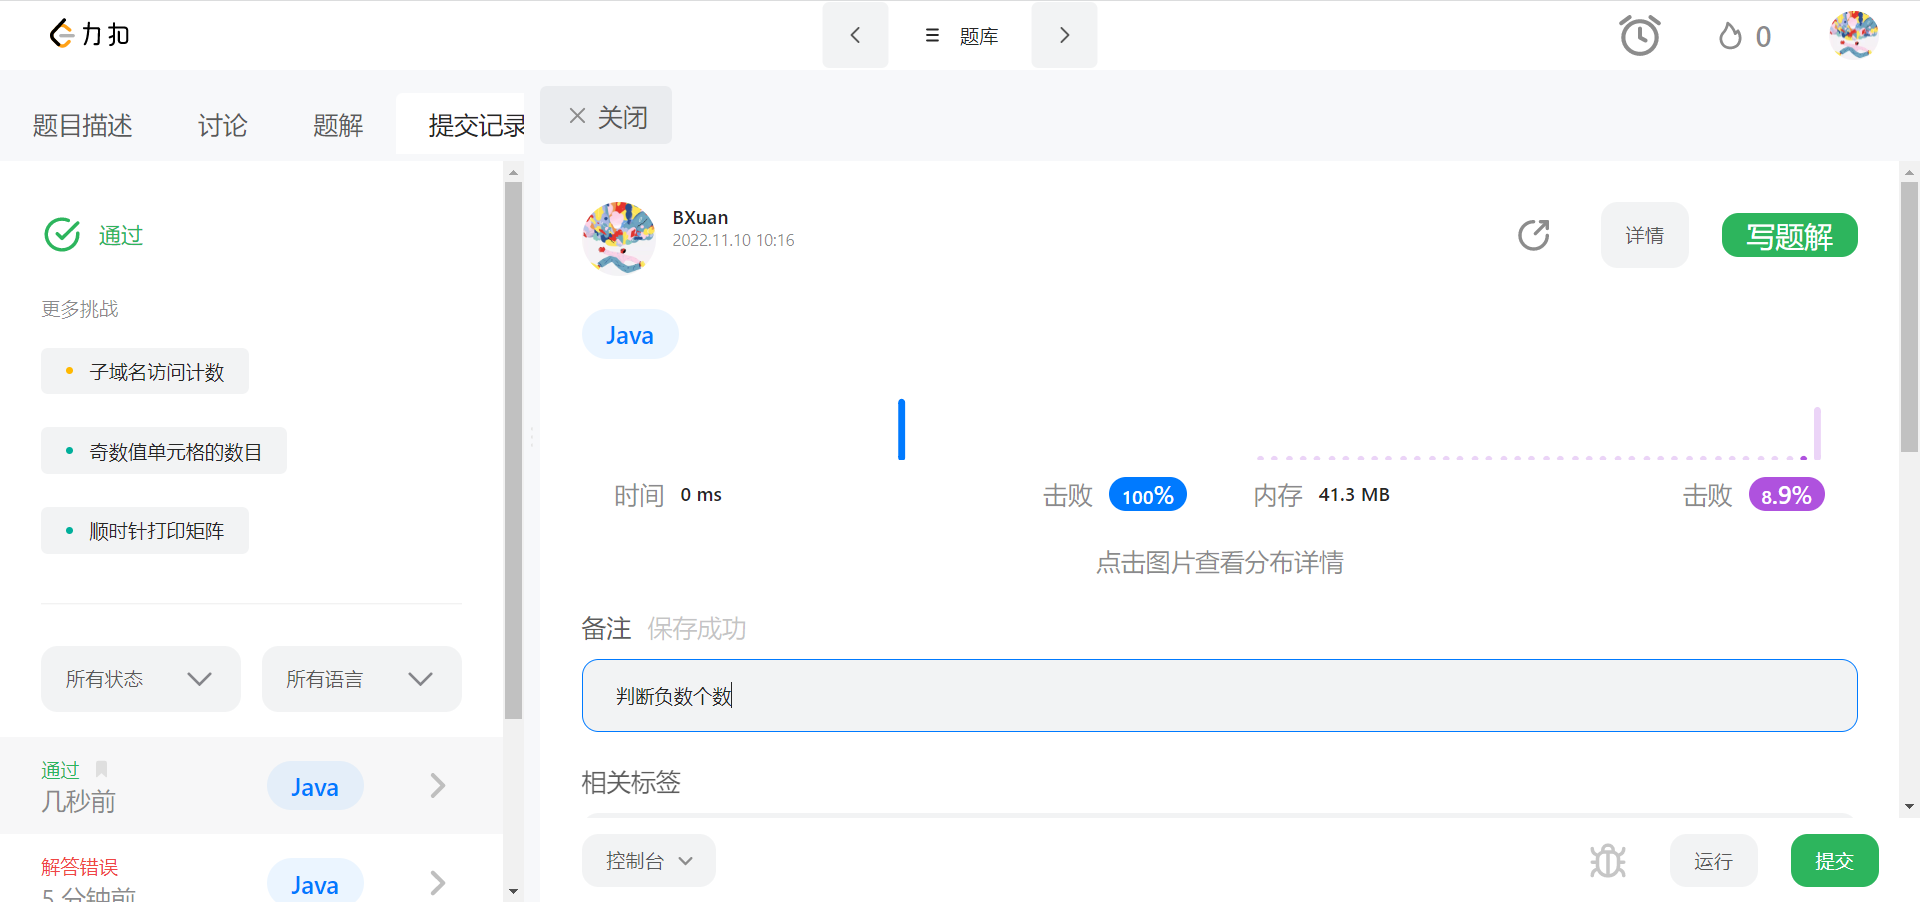 力扣
题库
0
题目描述
讨论
题解
提交记录
关闭
通过
更多挑战
子域名访问计数
奇数值单元格的数目
顺时针打印矩阵
所有状态
所有语言
通过
几秒前
Java
解答错误
5 分钟前
Java
BXuan
2022.11.10 10:16
详情
写题解
Java
时间 0 ms
击败 100%
内存 41.3 MB
击败 8.9%
点击图片查看分布详情
备注 保存成功
判断负数个数
相关标签
控制台
运行
提交